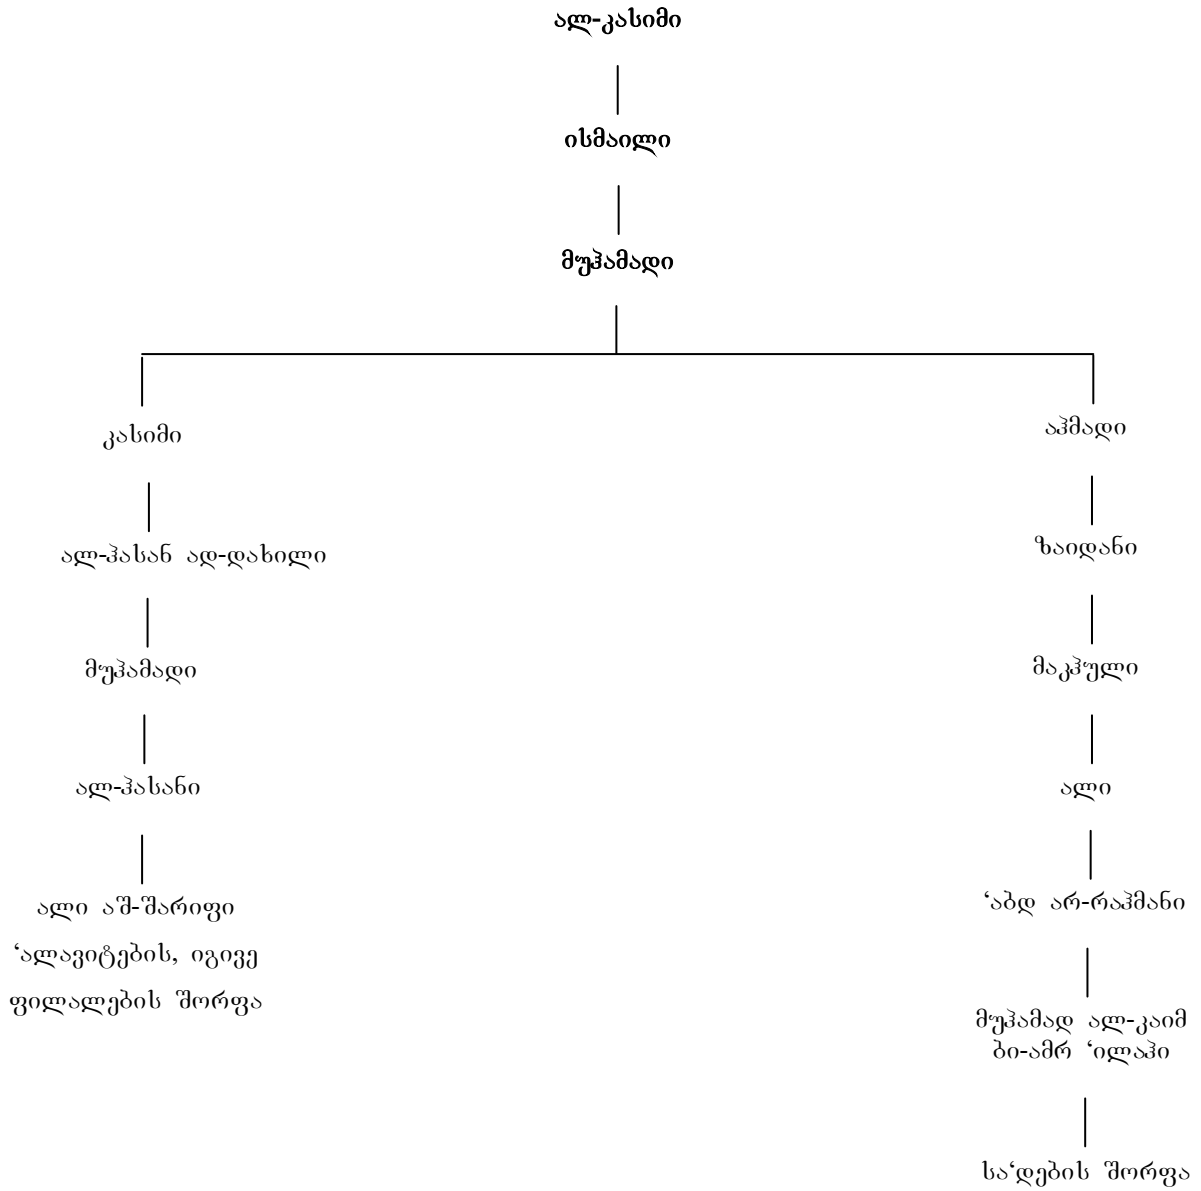 ალ-კასიმი
ისმაილი
მუჰამადი
კასიმი
ალ-ჰასან ად-დახილი
მუჰამადი
ალ-ჰასანი
ალი აშ-შარიფი
‘ალავიტების, იგივე
ფილალების შორფა
აჰმადი
ზაიდანი
მაკჰული
ალი
‘აბდ არ-რაჰმანი
მუჰამად ალ-კაიმ
ბი-ამრ ‘ილაჰი
სა‘დების შორფა